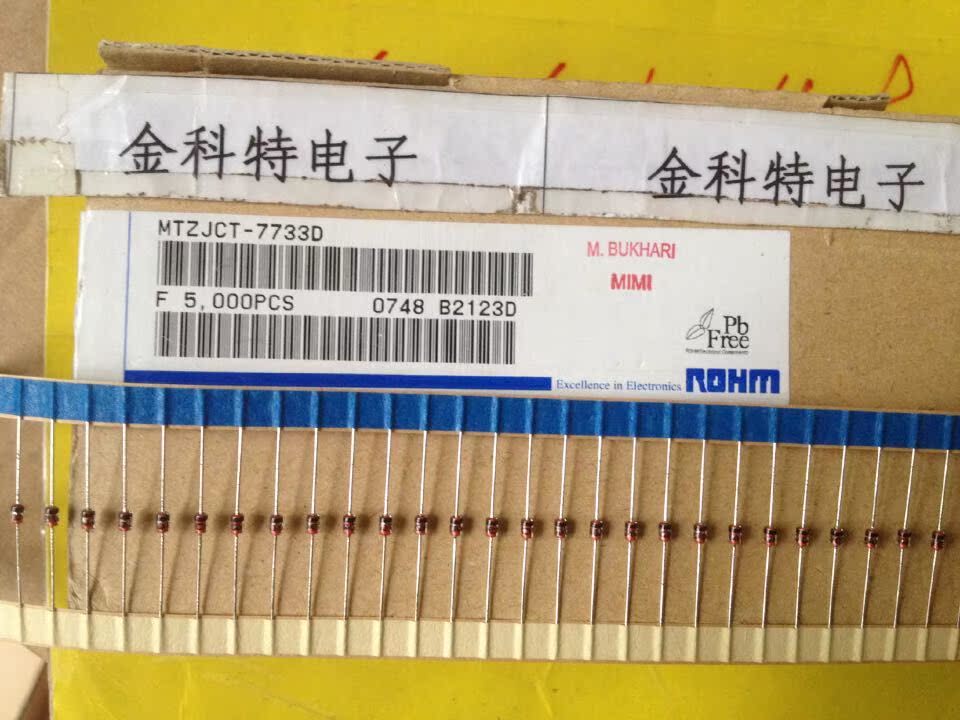 金科特电子
金科特电子
MTZJCT-7733D
M. BUKHARI
MIMI
F 5,000PCS 0748 B2123D
Pb
Free
Excellence in Electronics ROHM